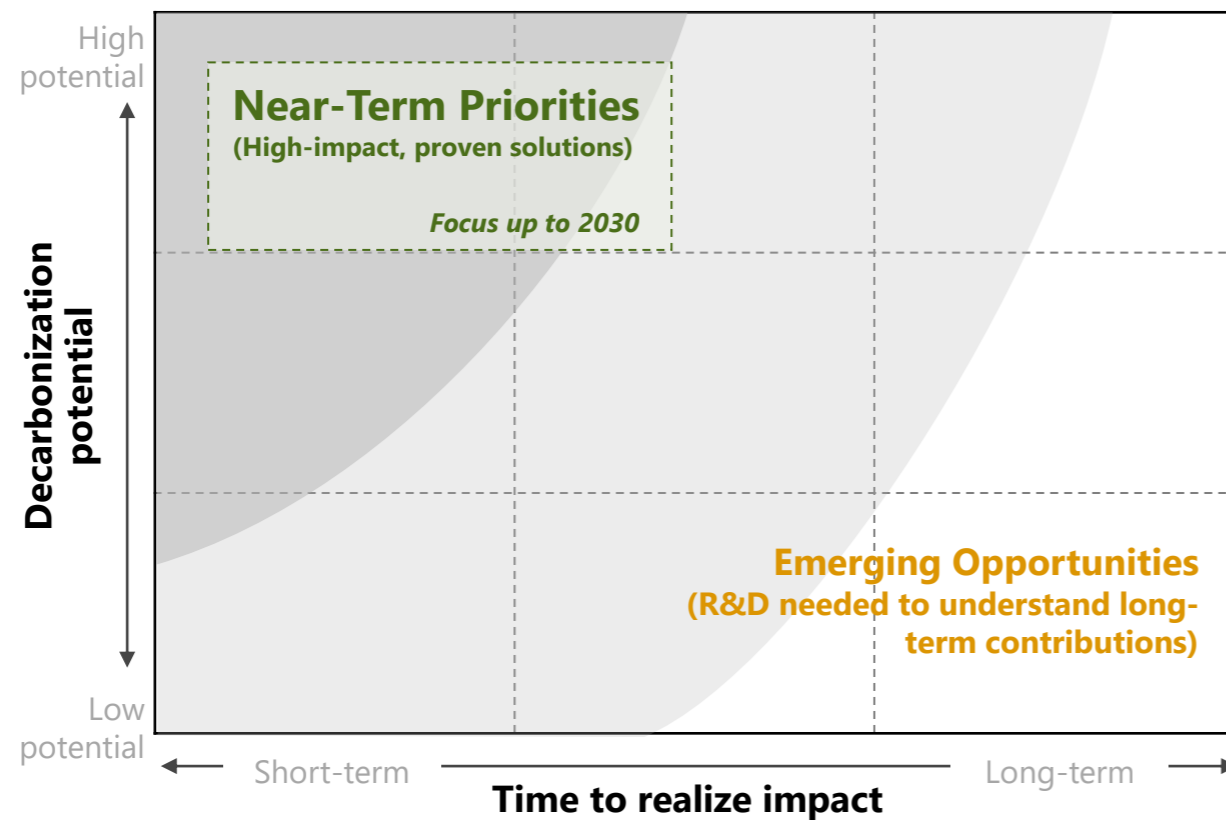 High
potential
Near-Term Priorities
(High-impact, proven solutions)
Focus up to 2030
Decarbonization
potential
Emerging Opportunities
(R&D needed to understand long-
term contributions)
Low
potential
Short-term
Long-term
Time to realize impact